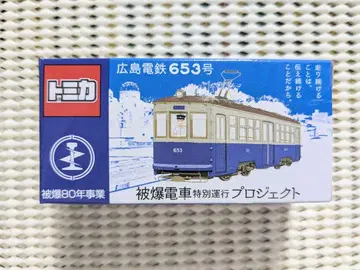 トミカ
広島電鉄653号
走り続ける
ことは、
伝え続ける
ことだから。
653
被爆80年事業
被爆電車特別運行プロジェクト